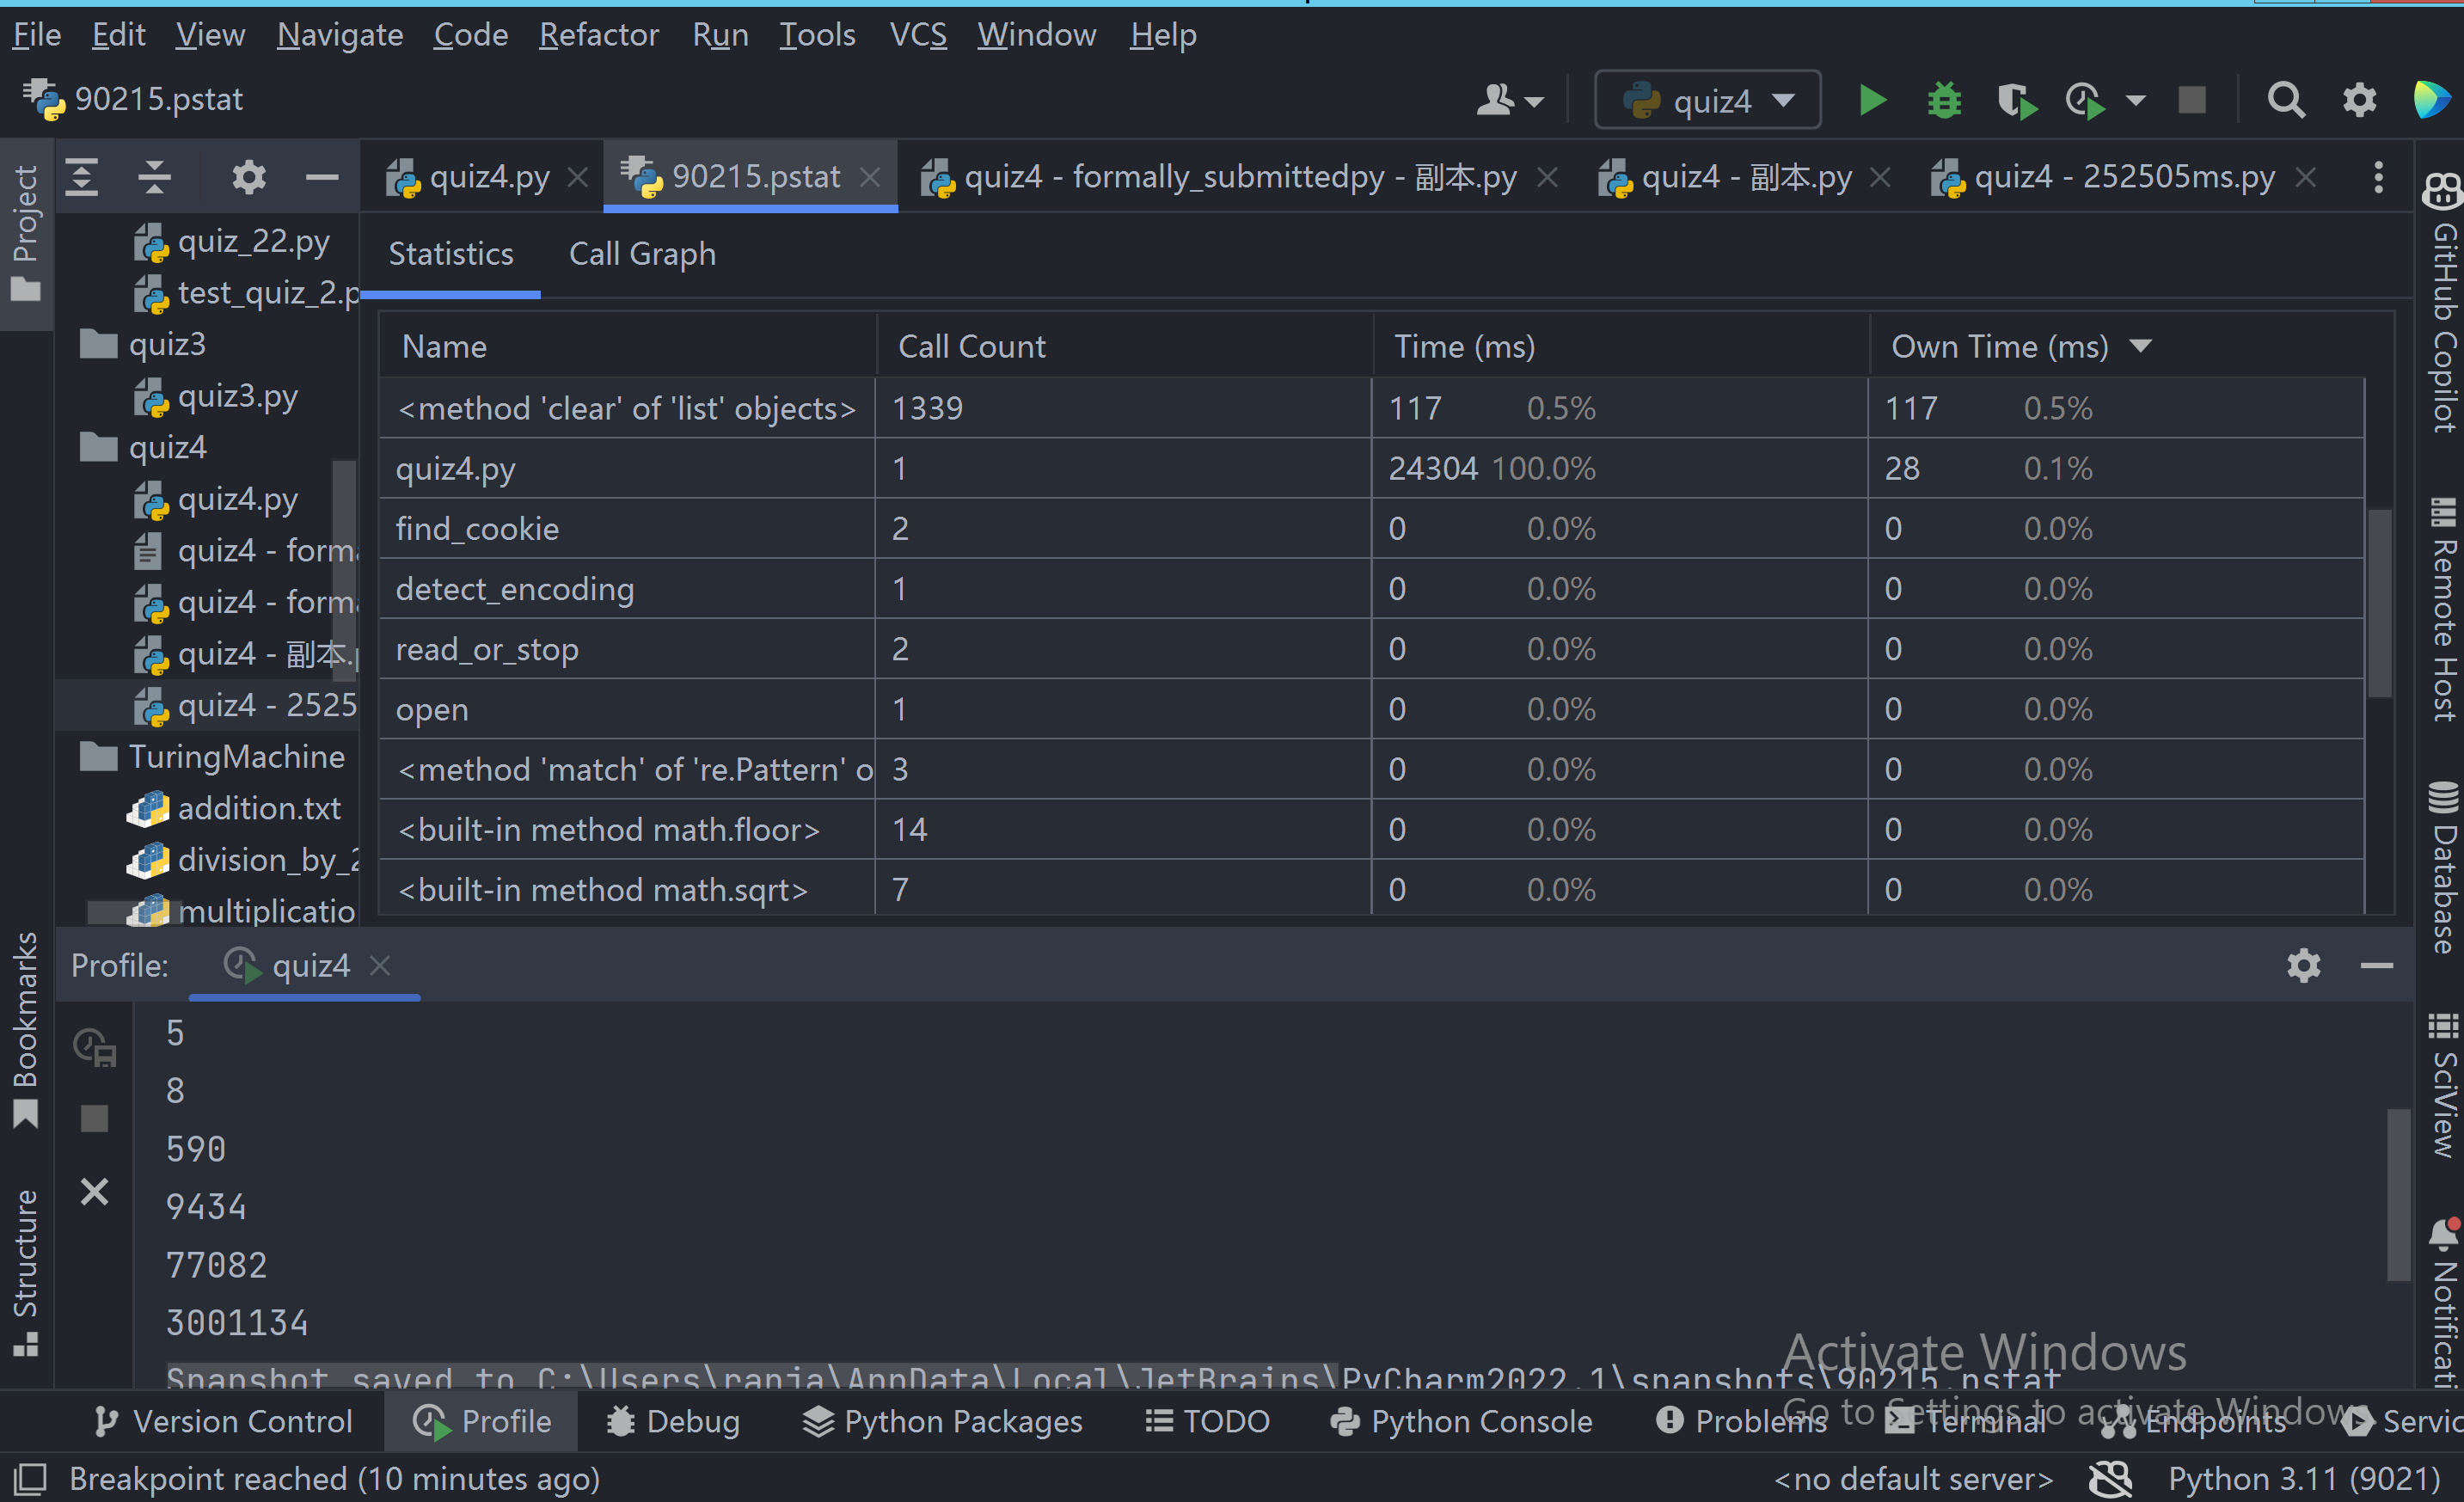 File Edit View Navigate Code Refactor Run Tools VCS Window Help
90215.pstat
quiz4
Project
quiz4.py
90215.pstat
quiz4 - formally_submittedpy - 副本.py
quiz4 - 副本.py
quiz4 - 252505ms.py
quiz_22.py
test_quiz_2.p
quiz3
quiz3.py
quiz4
quiz4.py
quiz4 - forma
quiz4 - forma
quiz4 - 副本.
quiz4 - 2525
TuringMachine
addition.txt
division_by_2
multiplicatio
Statistics Call Graph
Name Call Count Time (ms) Own Time (ms)
<method 'clear' of 'list' objects> 1339 117 0.5% 117 0.5%
quiz4.py 1 24304 100.0% 28 0.1%
find_cookie 2 0 0.0% 0 0.0%
detect_encoding 1 0 0.0% 0 0.0%
read_or_stop 2 0 0.0% 0 0.0%
open 1 0 0.0% 0 0.0%
<method 'match' of 're.Pattern' o 3 0 0.0% 0 0.0%
<built-in method math.floor> 14 0 0.0% 0 0.0%
<built-in method math.sqrt> 7 0 0.0% 0 0.0%
GitHub Copilot
Remote Host
Database
SciView
Notificati
Bookmarks
Structure
Profile: quiz4
5
8
590
9434
77082
3001134
Snapshot saved to C:\Users\ranja\AppData\Local\JetBrains\PyCharm2022.1\snapshots\90215.pstat
Activate Windows
Go to Settings to activate Windows.
Version Control Profile Debug Python Packages TODO Python Console Problems Terminal Endpoints Servic
Breakpoint reached (10 minutes ago)
<no default server> Python 3.11 (9021)